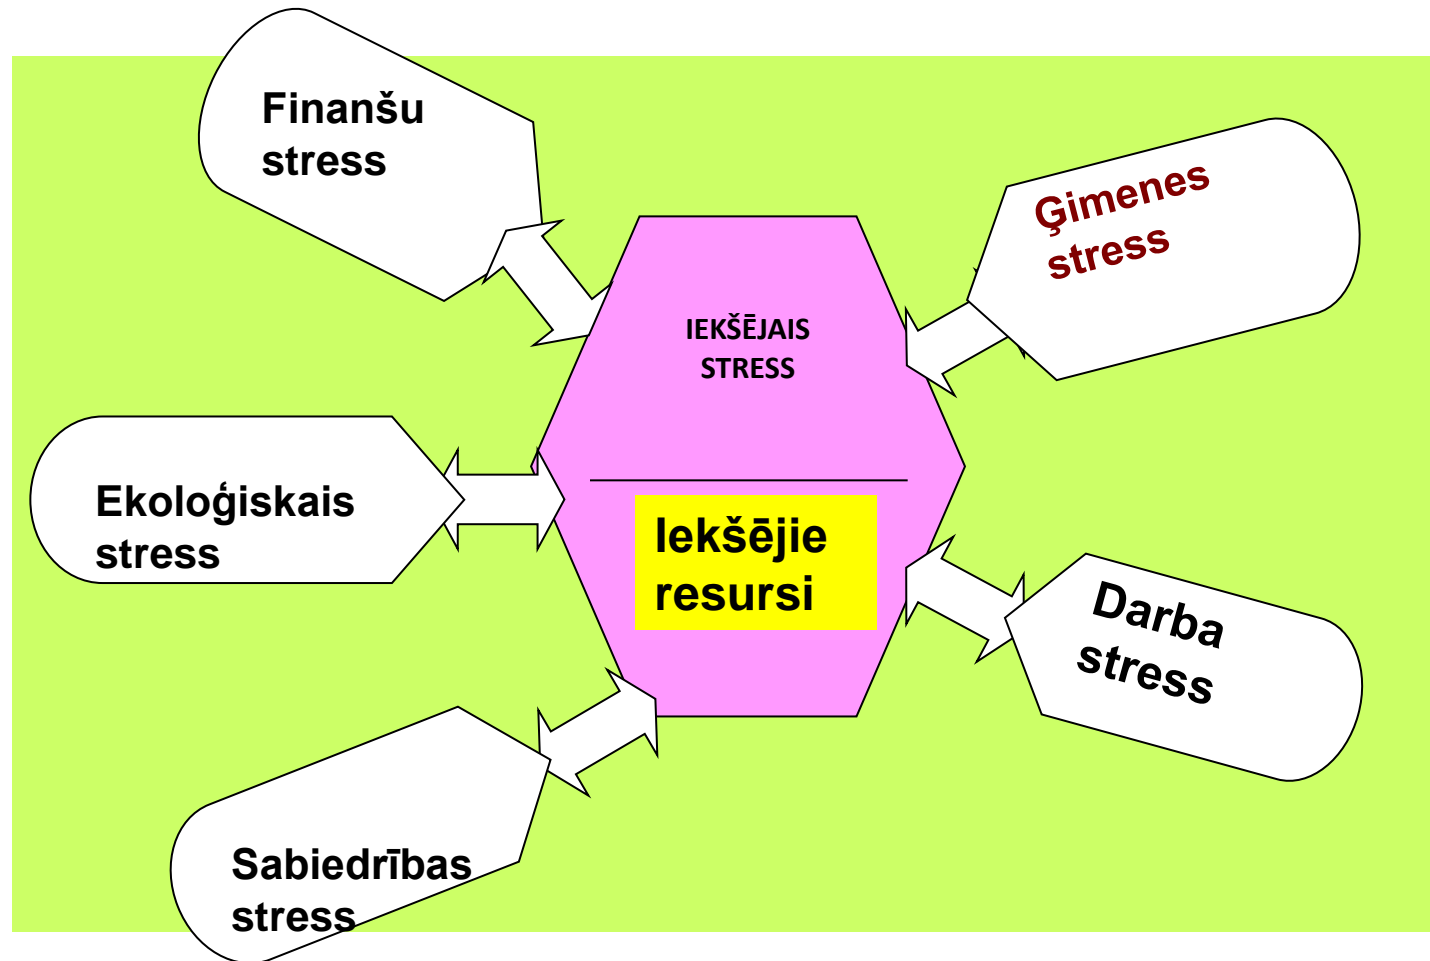 Finanšu
stress
Ģimenes
stress
IEKŠĒJAIS
STRESS
Ekoloģiskais
stress
Iekšējie
resursi
Darba
stress
Sabiedrības
stress